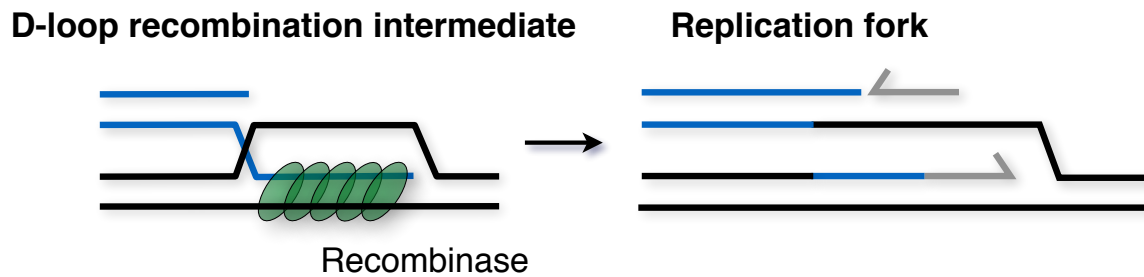 D-loop recombination intermediate
Replication fork
Recombinase